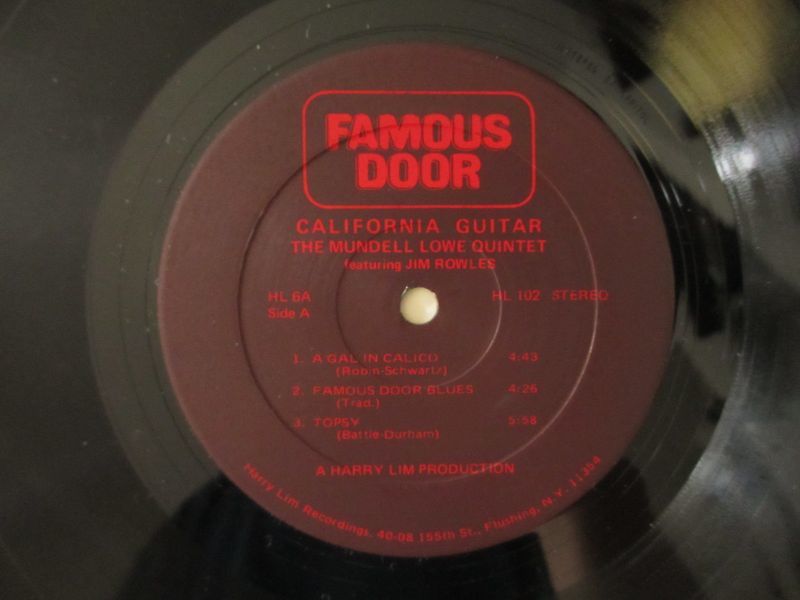 FAMOUS
DOOR
CALIFORNIA GUITAR
THE MUNDELL LOWE QUINTET
featuring JIM ROWLES
HL 6A HL 102 STEREO
Side A
1. A GAL IN CALICO 4:43
(Robin-Schwartz)
2. FAMOUS DOOR BLUES 4:26
(Trad.)
3. TOPSY 5:58
(Battle-Durham)
A HARRY LIM PRODUCTION
Harry Lim Recordings, 40-08 155th St., Flushing, N.Y. 11354